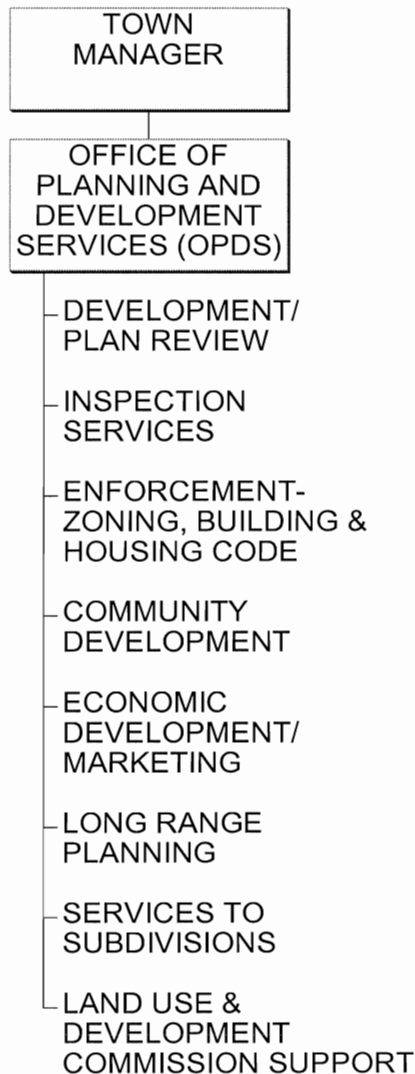 TOWN
MANAGER
OFFICE OF
PLANNING AND
DEVELOPMENT
SERVICES (OPDS)
DEVELOPMENT/
PLAN REVIEW
INSPECTION
SERVICES
ENFORCEMENT-
ZONING, BUILDING &
HOUSING CODE
COMMUNITY
DEVELOPMENT
ECONOMIC
DEVELOPMENT/
MARKETING
LONG RANGE
PLANNING
SERVICES TO
SUBDIVISIONS
LAND USE &
DEVELOPMENT
COMMISSION SUPPORT